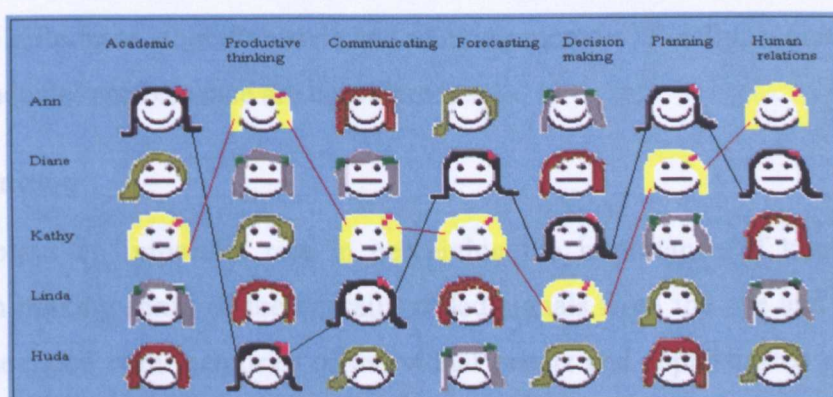 Academic Productive Communicating Forecasting Decision Planning Human
thinking making relations
Ann
Diane
Kathy
Linda
Huda